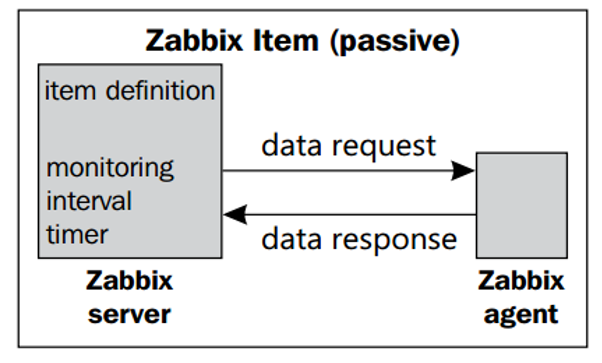 Zabbix Item (passive)
item definition
monitoring
interval
timer
data request
data response
Zabbix
server
Zabbix
agent